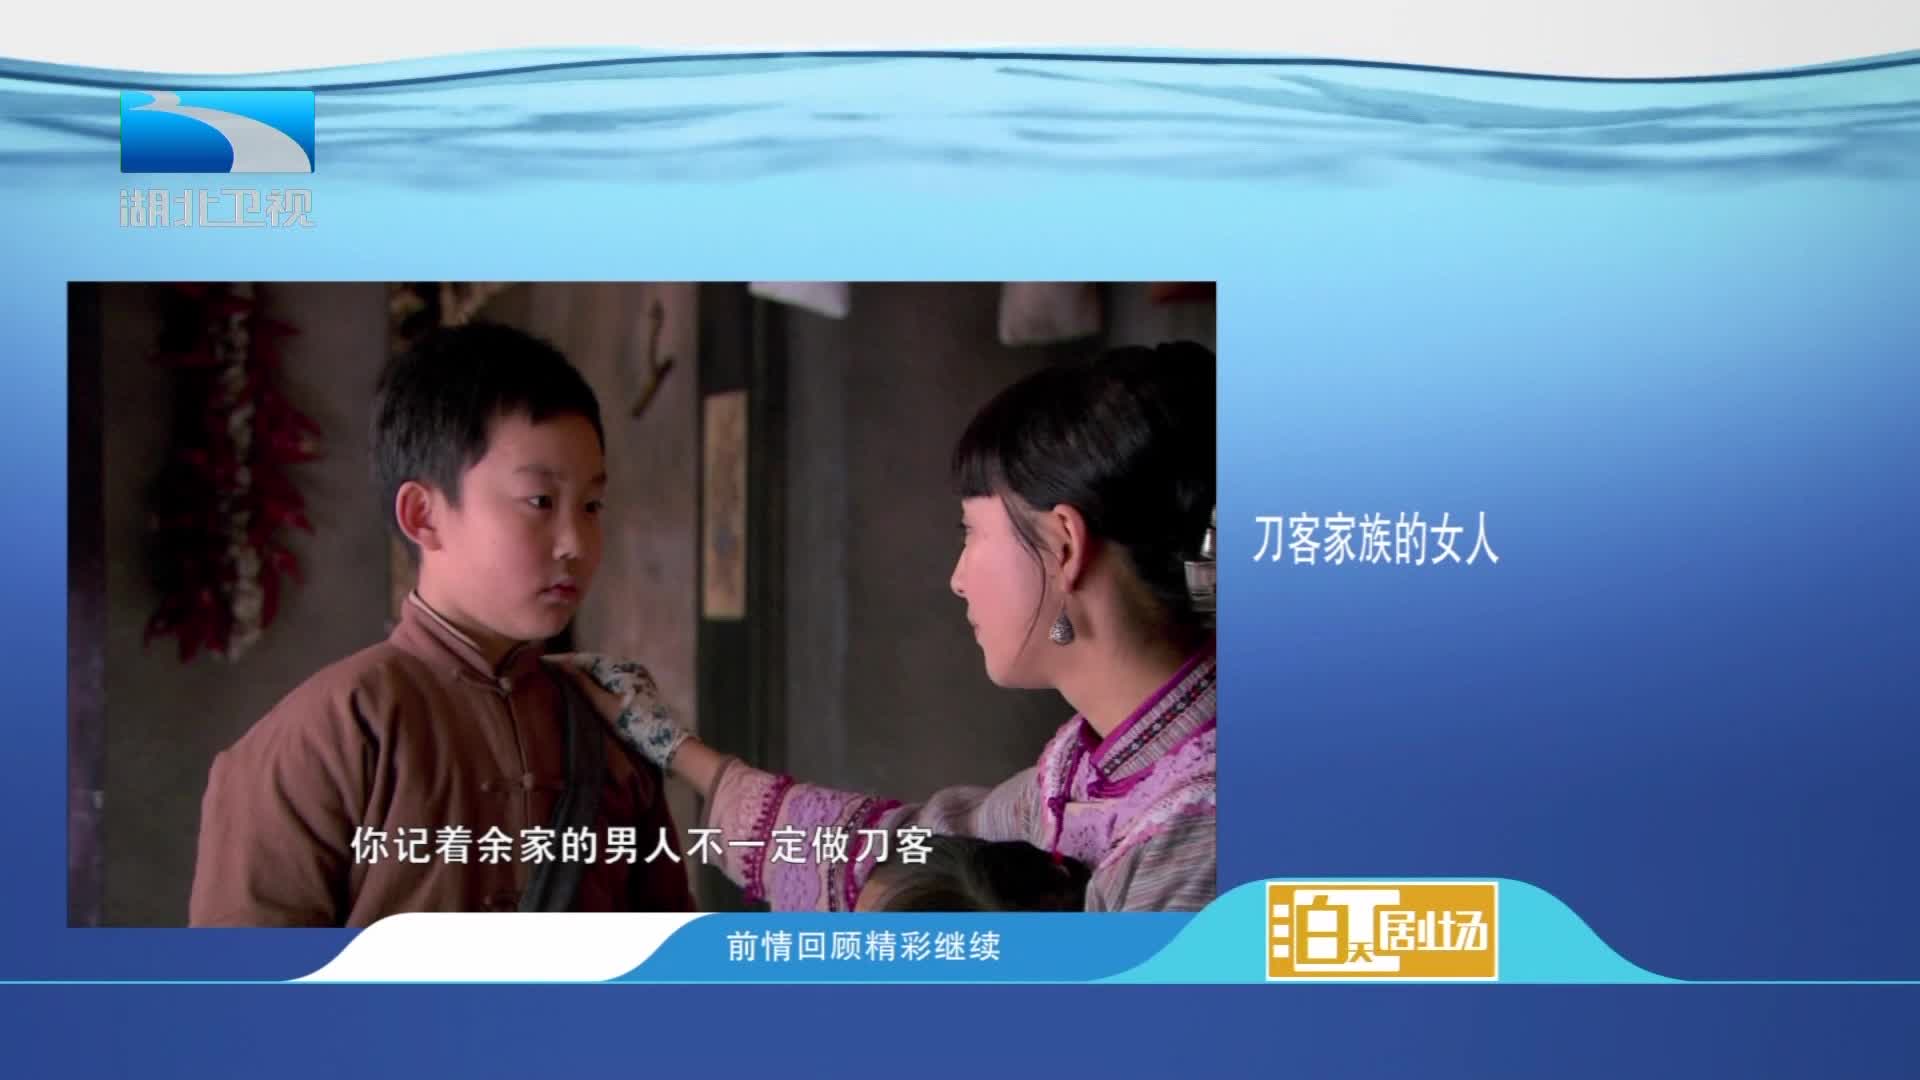 湖北卫视
刀客家族的女人
你记着余家的男人不一定做刀客
前情回顾精彩继续
白天剧场